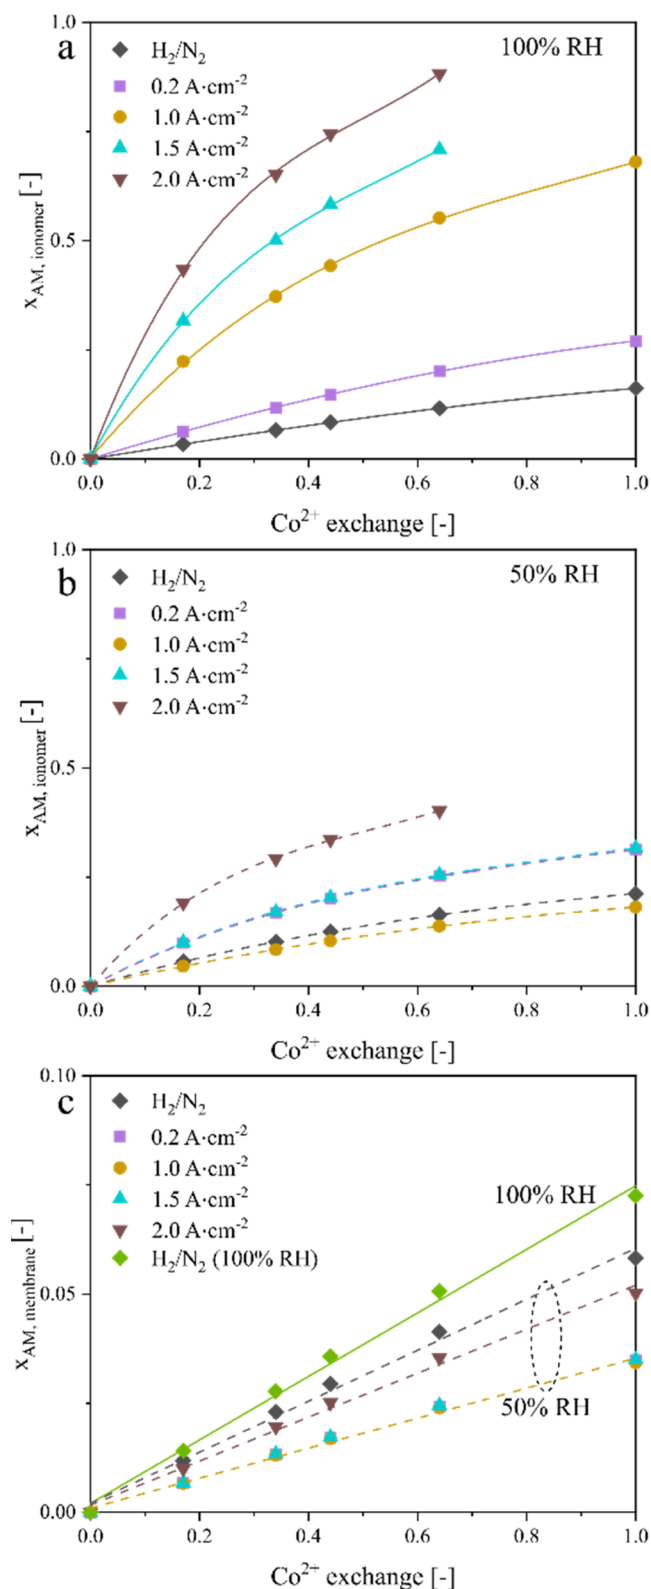 a
100% RH
H₂/N₂
0.2 A·cm⁻²
1.0 A·cm⁻²
1.5 A·cm⁻²
2.0 A·cm⁻²
1.0
0.5
0.0
x_AM, ionomer [-]
0.0 0.2 0.4 0.6 0.8 1.0
Co²⁺ exchange [-]
b
50% RH
H₂/N₂
0.2 A·cm⁻²
1.0 A·cm⁻²
1.5 A·cm⁻²
2.0 A·cm⁻²
1.0
0.5
0.0
x_AM, ionomer [-]
0.0 0.2 0.4 0.6 0.8 1.0
Co²⁺ exchange [-]
c
H₂/N₂
0.2 A·cm⁻²
1.0 A·cm⁻²
1.5 A·cm⁻²
2.0 A·cm⁻²
H₂/N₂ (100% RH)
100% RH
50% RH
0.10
0.05
0.00
x_AM, membrane [-]
0.0 0.2 0.4 0.6 0.8 1.0
Co²⁺ exchange [-]